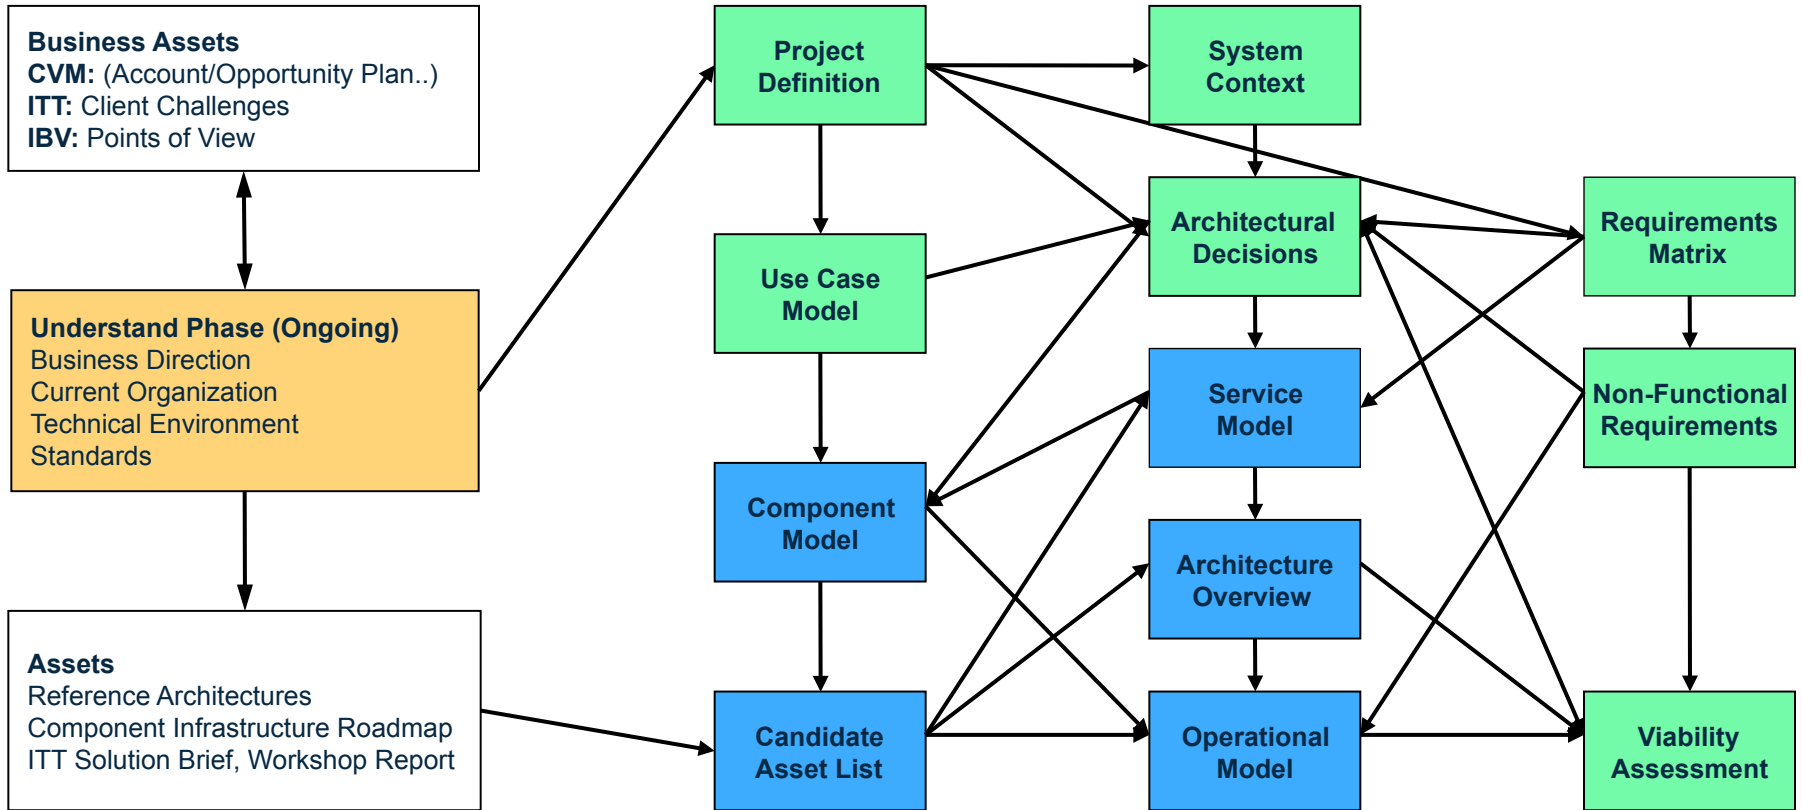 Business Assets
CVM: (Account/Opportunity Plan..)
ITT: Client Challenges
IBV: Points of View
Understand Phase (Ongoing)
Business Direction
Current Organization
Technical Environment
Standards
Assets
Reference Architectures
Component Infrastructure Roadmap
ITT Solution Brief, Workshop Report
Project
Definition
Use Case
Model
Component
Model
Candidate
Asset List
System
Context
Architectural
Decisions
Service
Model
Architecture
Overview
Operational
Model
Requirements
Matrix
Non-Functional
Requirements
Viability
Assessment